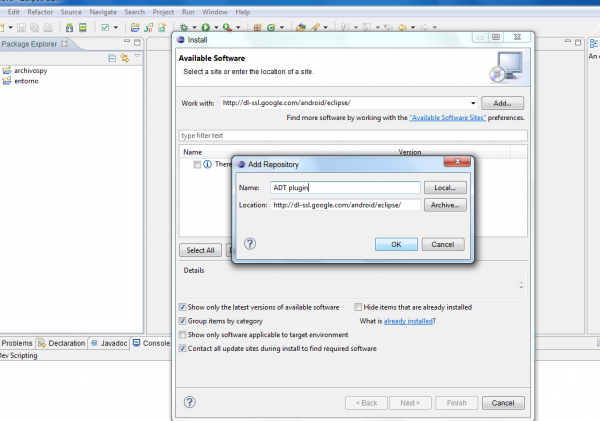 Edit Refactor Source Navigate Search Project Run Window Help
Package Explorer
archivospy
entorno
Install
Available Software
Select a site or enter the location of a site.
Work with: http://dl-ssl.google.com/android/eclipse/ Add...
Find more software by working with the "Available Software Sites" preferences.
type filter text
Name Version
There
Add Repository
Name: ADT plugin Local...
Location: http://dl-ssl.google.com/android/eclipse/ Archive...
OK Cancel
Select All
Details
Show only the latest versions of available software Hide items that are already installed
Group items by category What is already installed?
Show only software applicable to target environment
Contact all update sites during install to find required software
< Back Next > Finish Cancel
Problems Declaration Javadoc Console
Dev Scripting
An o